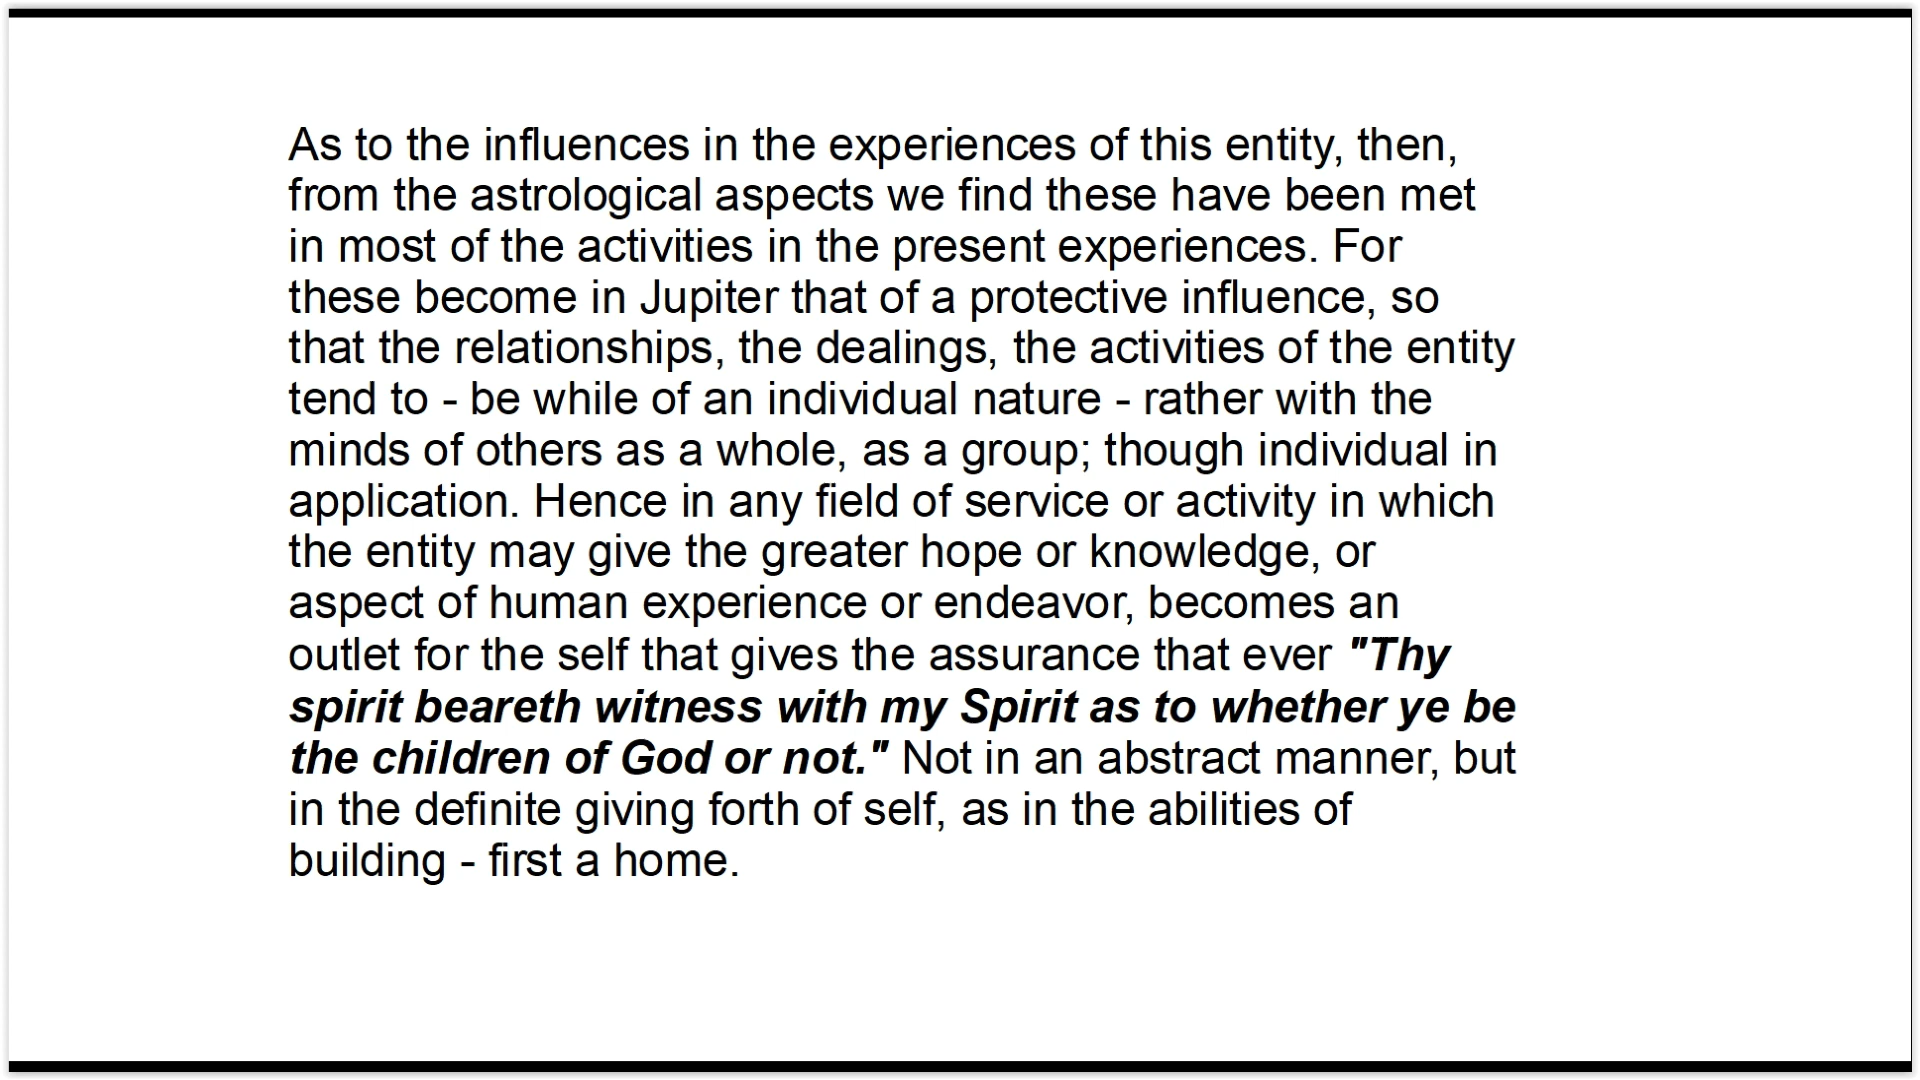 As to the influences in the experiences of this entity, then,
from the astrological aspects we find these have been met
in most of the activities in the present experiences. For
these become in Jupiter that of a protective influence, so
that the relationships, the dealings, the activities of the entity
tend to - be while of an individual nature - rather with the
minds of others as a whole, as a group; though individual in
application. Hence in any field of service or activity in which
the entity may give the greater hope or knowledge, or
aspect of human experience or endeavor, becomes an
outlet for the self that gives the assurance that ever "Thy
spirit beareth witness with my Spirit as to whether ye be
the children of God or not." Not in an abstract manner, but
in the definite giving forth of self, as in the abilities of
building - first a home.